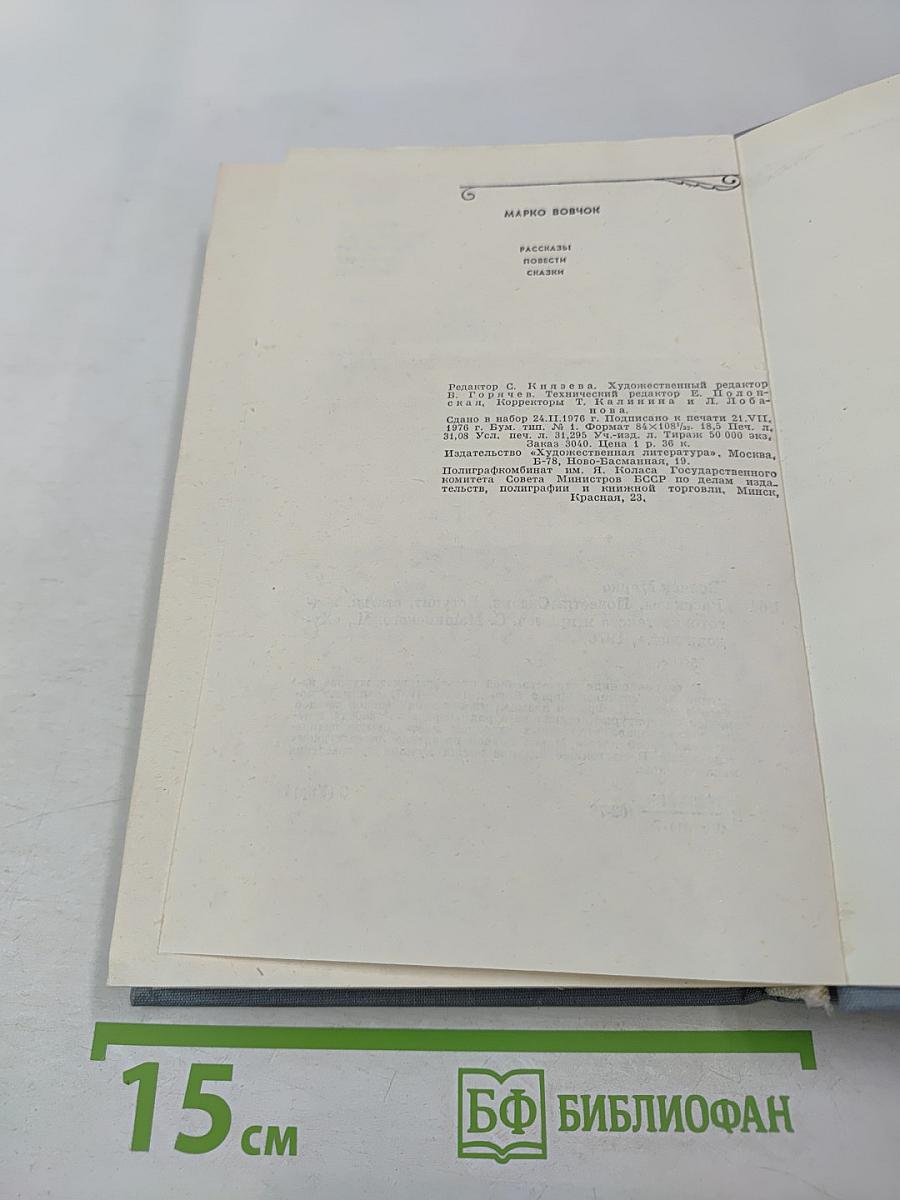 МАРКО ВОВЧОК
РАССКАЗЫ
ПОВЕСТИ
СКАЗКИ
Редактор С. Князева. Художественный редактор
В. Горячев. Технический редактор Е. Полон-
ская, Корректоры Т. Калинина и Л. Лоба-
нова.
Сдано в набор 24.II.1976 г. Подписано к печати 21.VII.
1976 г. Бум. тип. № 1. Формат 84×108¹/₃₂. 18,5 Печ. л.
31,08 Усл. печ. л. 31,295 Уч.-изд. л. Тираж 50 000 экз.
Заказ 3040. Цена 1 р. 36 к.
Издательство «Художественная литература», Москва,
Б-78, Ново-Басманная, 19.
Полиграфкомбинат им. Я. Коласа Государственного
комитета Совета Министров БССР по делам изда-
тельств, полиграфии и книжной торговли, Минск,
Красная, 23,
15 см
БФ БИБЛИОФАН